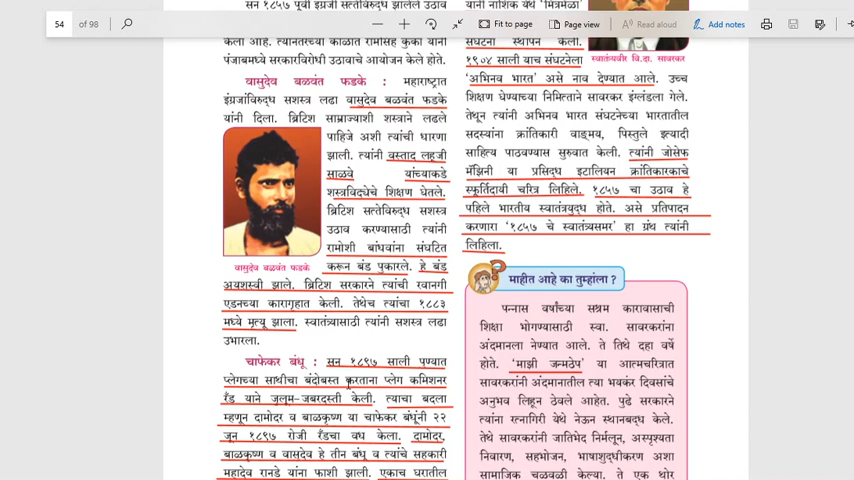 54
of 98
Fit to page
Page view
Read aloud
Add notes
सन १८५७ पूर्वी इंग्रजी सत्तेविरुद्ध झालेले उठाव
केला आहे. त्यानंतरच्या काळात रामसिंह कुका यांनी
पंजाबमध्ये सरकारविरोधी उठावाचे आयोजन केले होते.
वासुदेव बळवंत फडके : महाराष्ट्रात
इंग्रजांविरुद्ध सशस्त्र लढा वासुदेव बळवंत फडके
यांनी दिला. ब्रिटिश साम्राज्याशी शस्त्राने लढले
पाहिजे अशी त्यांची धारणा
झाली. त्यांनी वस्ताद लहुजी
साळवे यांच्याकडे
शस्त्रविद्येचे शिक्षण घेतले.
ब्रिटिश सत्तेविरुद्ध सशस्त्र
उठाव करण्यासाठी त्यांनी
रामोशी बांधवांना संघटित
वासुदेव बळवंत फडके
करून बंड पुकारले. हे बंड
अयशस्वी झाले. ब्रिटिश सरकारने त्यांची रवानगी
एडनच्या कारागृहात केली. तेथेच त्यांचा १८८३
मध्ये मृत्यू झाला. स्वातंत्र्यासाठी त्यांनी सशस्त्र लढा
उभारला.
चाफेकर बंधू : सन १८९७ साली पुण्यात
प्लेगच्या साथीचा बंदोबस्त करताना प्लेग कमिशनर
रँड याने जुलूम-जबरदस्ती केली. त्याचा बदला
म्हणून दामोदर व बाळकृष्ण या चाफेकर बंधूंनी २२
जून १८९७ रोजी रँडचा वध केला. दामोदर,
बाळकृष्ण व वासुदेव हे तीन बंधू व त्यांचे सहकारी
महादेव रानडे यांना फाशी झाली. एकाच घरातील
यांनी नाशिक येथे ‘मित्रमेळा’
संघटना स्थापन केली.
१९०४ साली याच संघटनेला
स्वातंत्र्यवीर वि.दा. सावरकर
‘अभिनव भारत’ असे नाव देण्यात आले. उच्च
शिक्षण घेण्याच्या निमित्ताने सावरकर इंग्लंडला गेले.
तेथून त्यांनी अभिनव भारत संघटनेच्या भारतातील
सदस्यांना क्रांतिकारी वाङ्मय, पिस्तुले इत्यादी
साहित्य पाठवण्यास सुरुवात केली. त्यांनी जोसेफ
मॅझिनी या प्रसिद्ध इटालियन क्रांतिकारकाचे
स्फूर्तिदायी चरित्र लिहिले. १८५७ चा उठाव हे
पहिले भारतीय स्वातंत्र्ययुद्ध होते. असे प्रतिपादन
करणारा ‘१८५७ चे स्वातंत्र्यसमर’ हा ग्रंथ त्यांनी
लिहिला.
माहीत आहे का तुम्हांला ?
पन्नास वर्षांच्या सश्रम कारावासाची
शिक्षा भोगण्यासाठी स्वा. सावरकरांना
अंदमानला नेण्यात आले. ते तिथे दहा वर्षे
होते. ‘माझी जन्मठेप’ या आत्मचरित्रात
सावरकरांनी अंदमानातील त्या भयकंर दिवसांचे
अनुभव लिहून ठेवले आहेत. पुढे सरकारने
त्यांना रत्नागिरी येथे नेऊन स्थानबद्ध केले.
तेथे सावरकरांनी जातिभेद निर्मूलन, अस्पृश्यता
निवारण, सहभोजन, भाषाशुद्धीकरण अशा
सामाजिक चळवळी केल्या. ते एक थोर